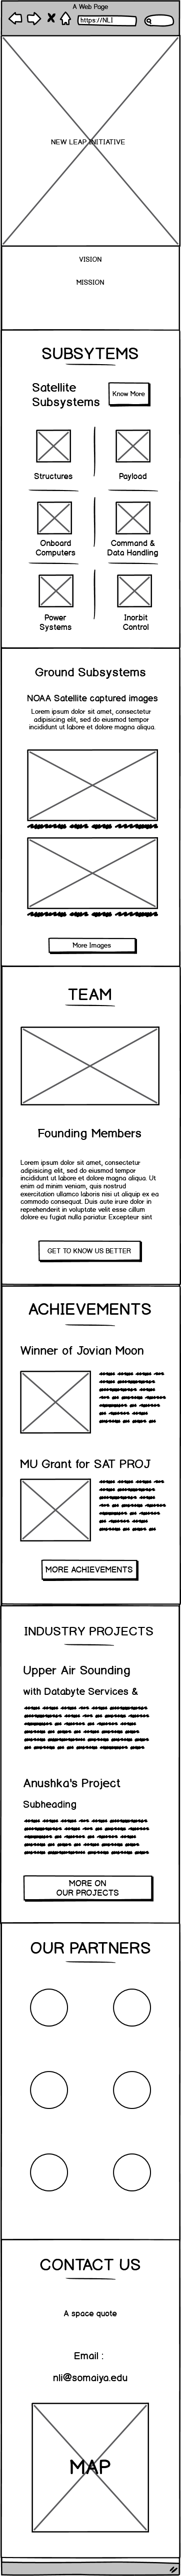 A Web Page
https://NLI
NEW LEAP INITIATIVE
VISION
MISSION
SUBSYTEMS
Satellite
Subsystems
Know More
Structures
Payload
Onboard
Computers
Command &
Data Handling
Power
Systems
Inorbit
Control
Ground Subsystems
NOAA Satellite captured images
Lorem ipsum dolor sit amet, consectetur
adipisicing elit, sed do eiusmod tempor
incididunt ut labore et dolore magna aliqua.
More Images
TEAM
Founding Members
Lorem ipsum dolor sit amet, consectetur
adipisicing elit, sed do eiusmod tempor
incididunt ut labore et dolore magna aliqua. Ut
enim ad minim veniam, quis nostrud
exercitation ullamco laboris nisi ut aliquip ex ea
commodo consequat. Duis aute irure dolor in
reprehenderit in voluptate velit esse cillum
dolore eu fugiat nulla pariatur. Excepteur sint
GET TO KNOW US BETTER
ACHIEVEMENTS
Winner of Jovian Moon
MU Grant for SAT PROJ
MORE ACHIEVEMENTS
INDUSTRY PROJECTS
Upper Air Sounding
with Databyte Services &
Anushka's Project
Subheading
MORE ON
OUR PROJECTS
OUR PARTNERS
CONTACT US
A space quote
Email :
nli@somaiya.edu
MAP